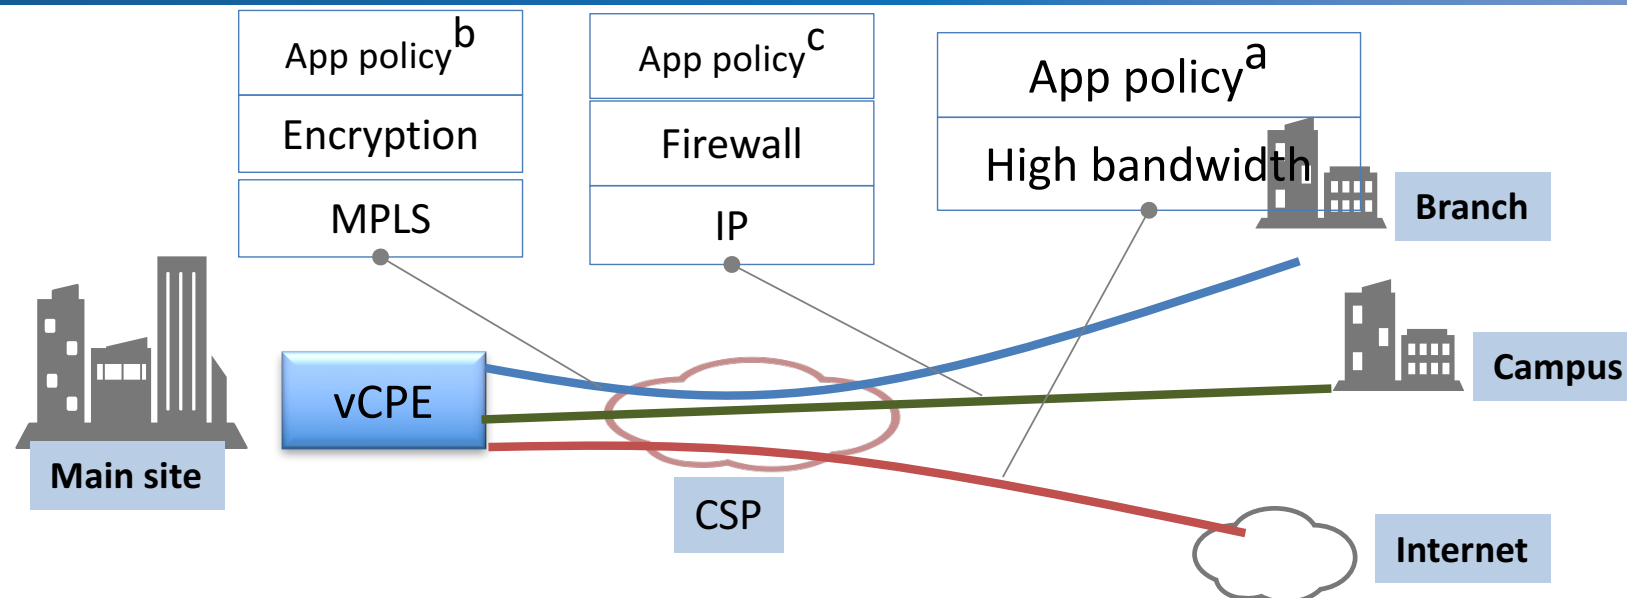 App policy b
Encryption
MPLS
App policy c
Firewall
IP
App policy a
High bandwidth
Branch
Campus
vCPE
Main site
CSP
Internet